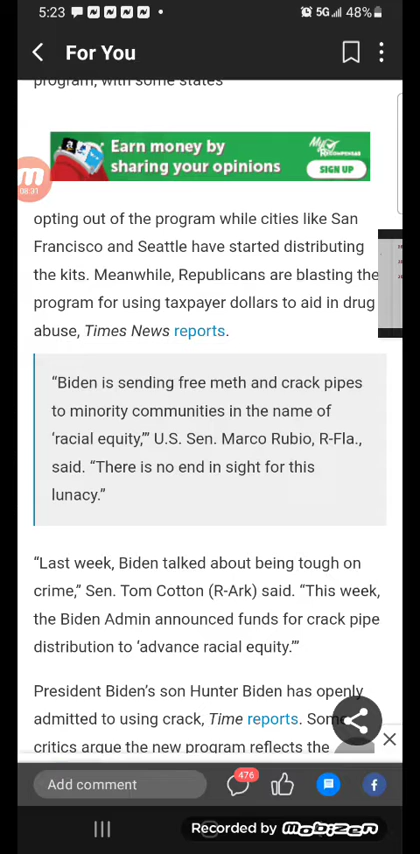 5:23
5G 48%
For You
program, with some states
Earn money by
sharing your opinions
SIGN UP
08:31
opting out of the program while cities like San
Francisco and Seattle have started distributing
the kits. Meanwhile, Republicans are blasting the
program for using taxpayer dollars to aid in drug
abuse, Times News reports.
“Biden is sending free meth and crack pipes
to minority communities in the name of
‘racial equity,’” U.S. Sen. Marco Rubio, R-Fla.,
said. “There is no end in sight for this
lunacy.”
“Last week, Biden talked about being tough on
crime,” Sen. Tom Cotton (R-Ark) said. “This week,
the Biden Admin announced funds for crack pipe
distribution to ‘advance racial equity.’”
President Biden’s son Hunter Biden has openly
admitted to using crack, Time reports. Some
critics argue the new program reflects the
Add comment
476
Recorded by mobizen